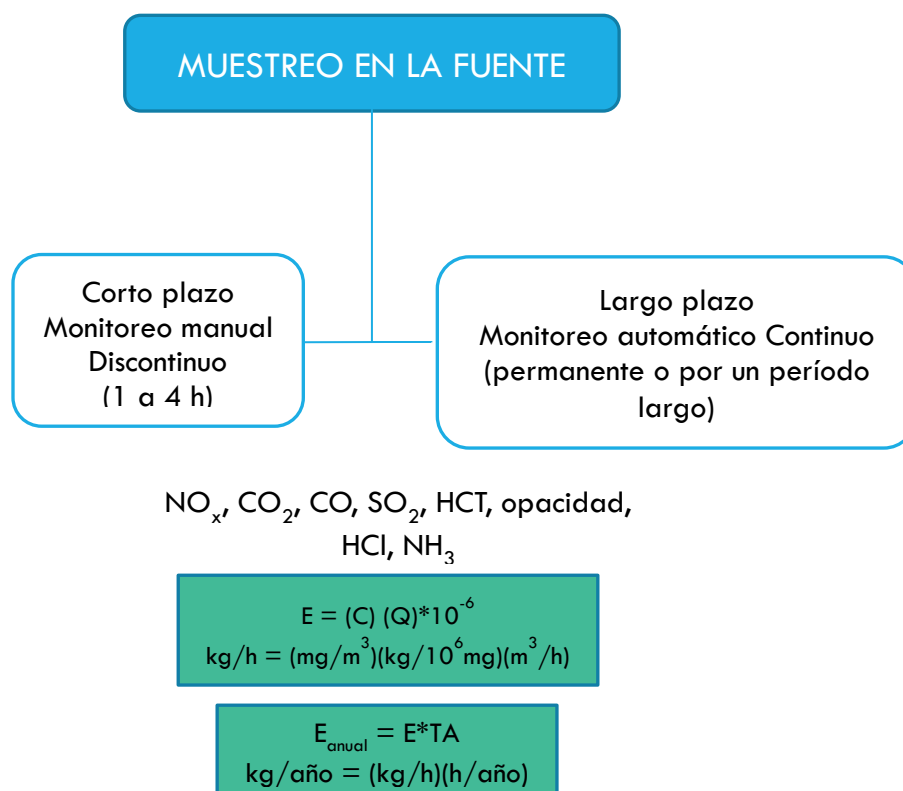 MUESTREO EN LA FUENTE
Corto plazo
Monitoreo manual
Discontinuo
(1 a 4 h)
Largo plazo
Monitoreo automático Continuo
(permanente o por un período
largo)
NOₓ, CO₂, CO, SO₂, HCT, opacidad,
HCl, NH₃
E = (C) (Q)*10⁻⁶
kg/h = (mg/m³)(kg/10⁶mg)(m³/h)
Eₐₙᵤₐₗ = E*TA
kg/año = (kg/h)(h/año)